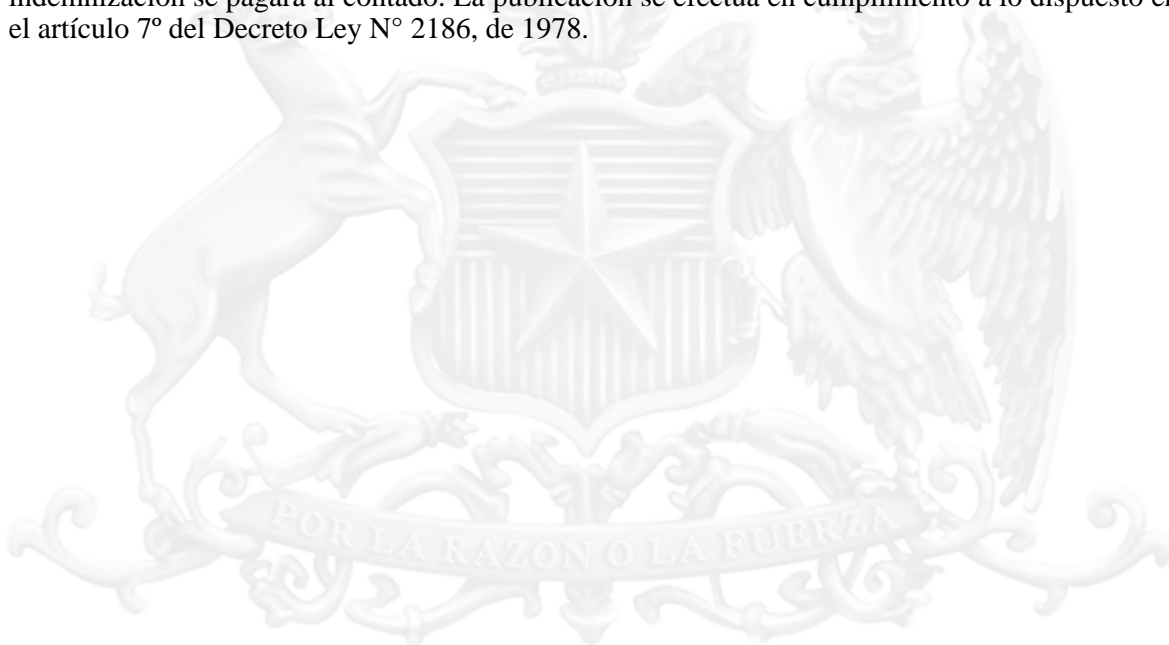 indemnización se pagará al contado. La publicación se efectúa en cumplimiento a lo dispuesto en
el artículo 7º del Decreto Ley N° 2186, de 1978.
POR LA RAZON O LA FUERZA